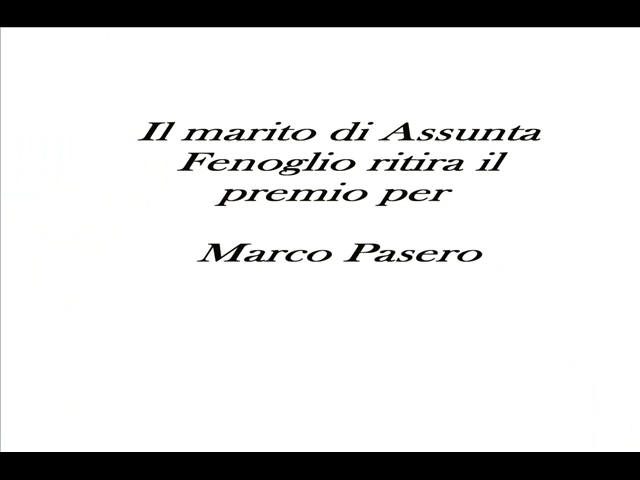 Il marito di Assunta
Fenoglio ritira il
premio per
Marco Pasero